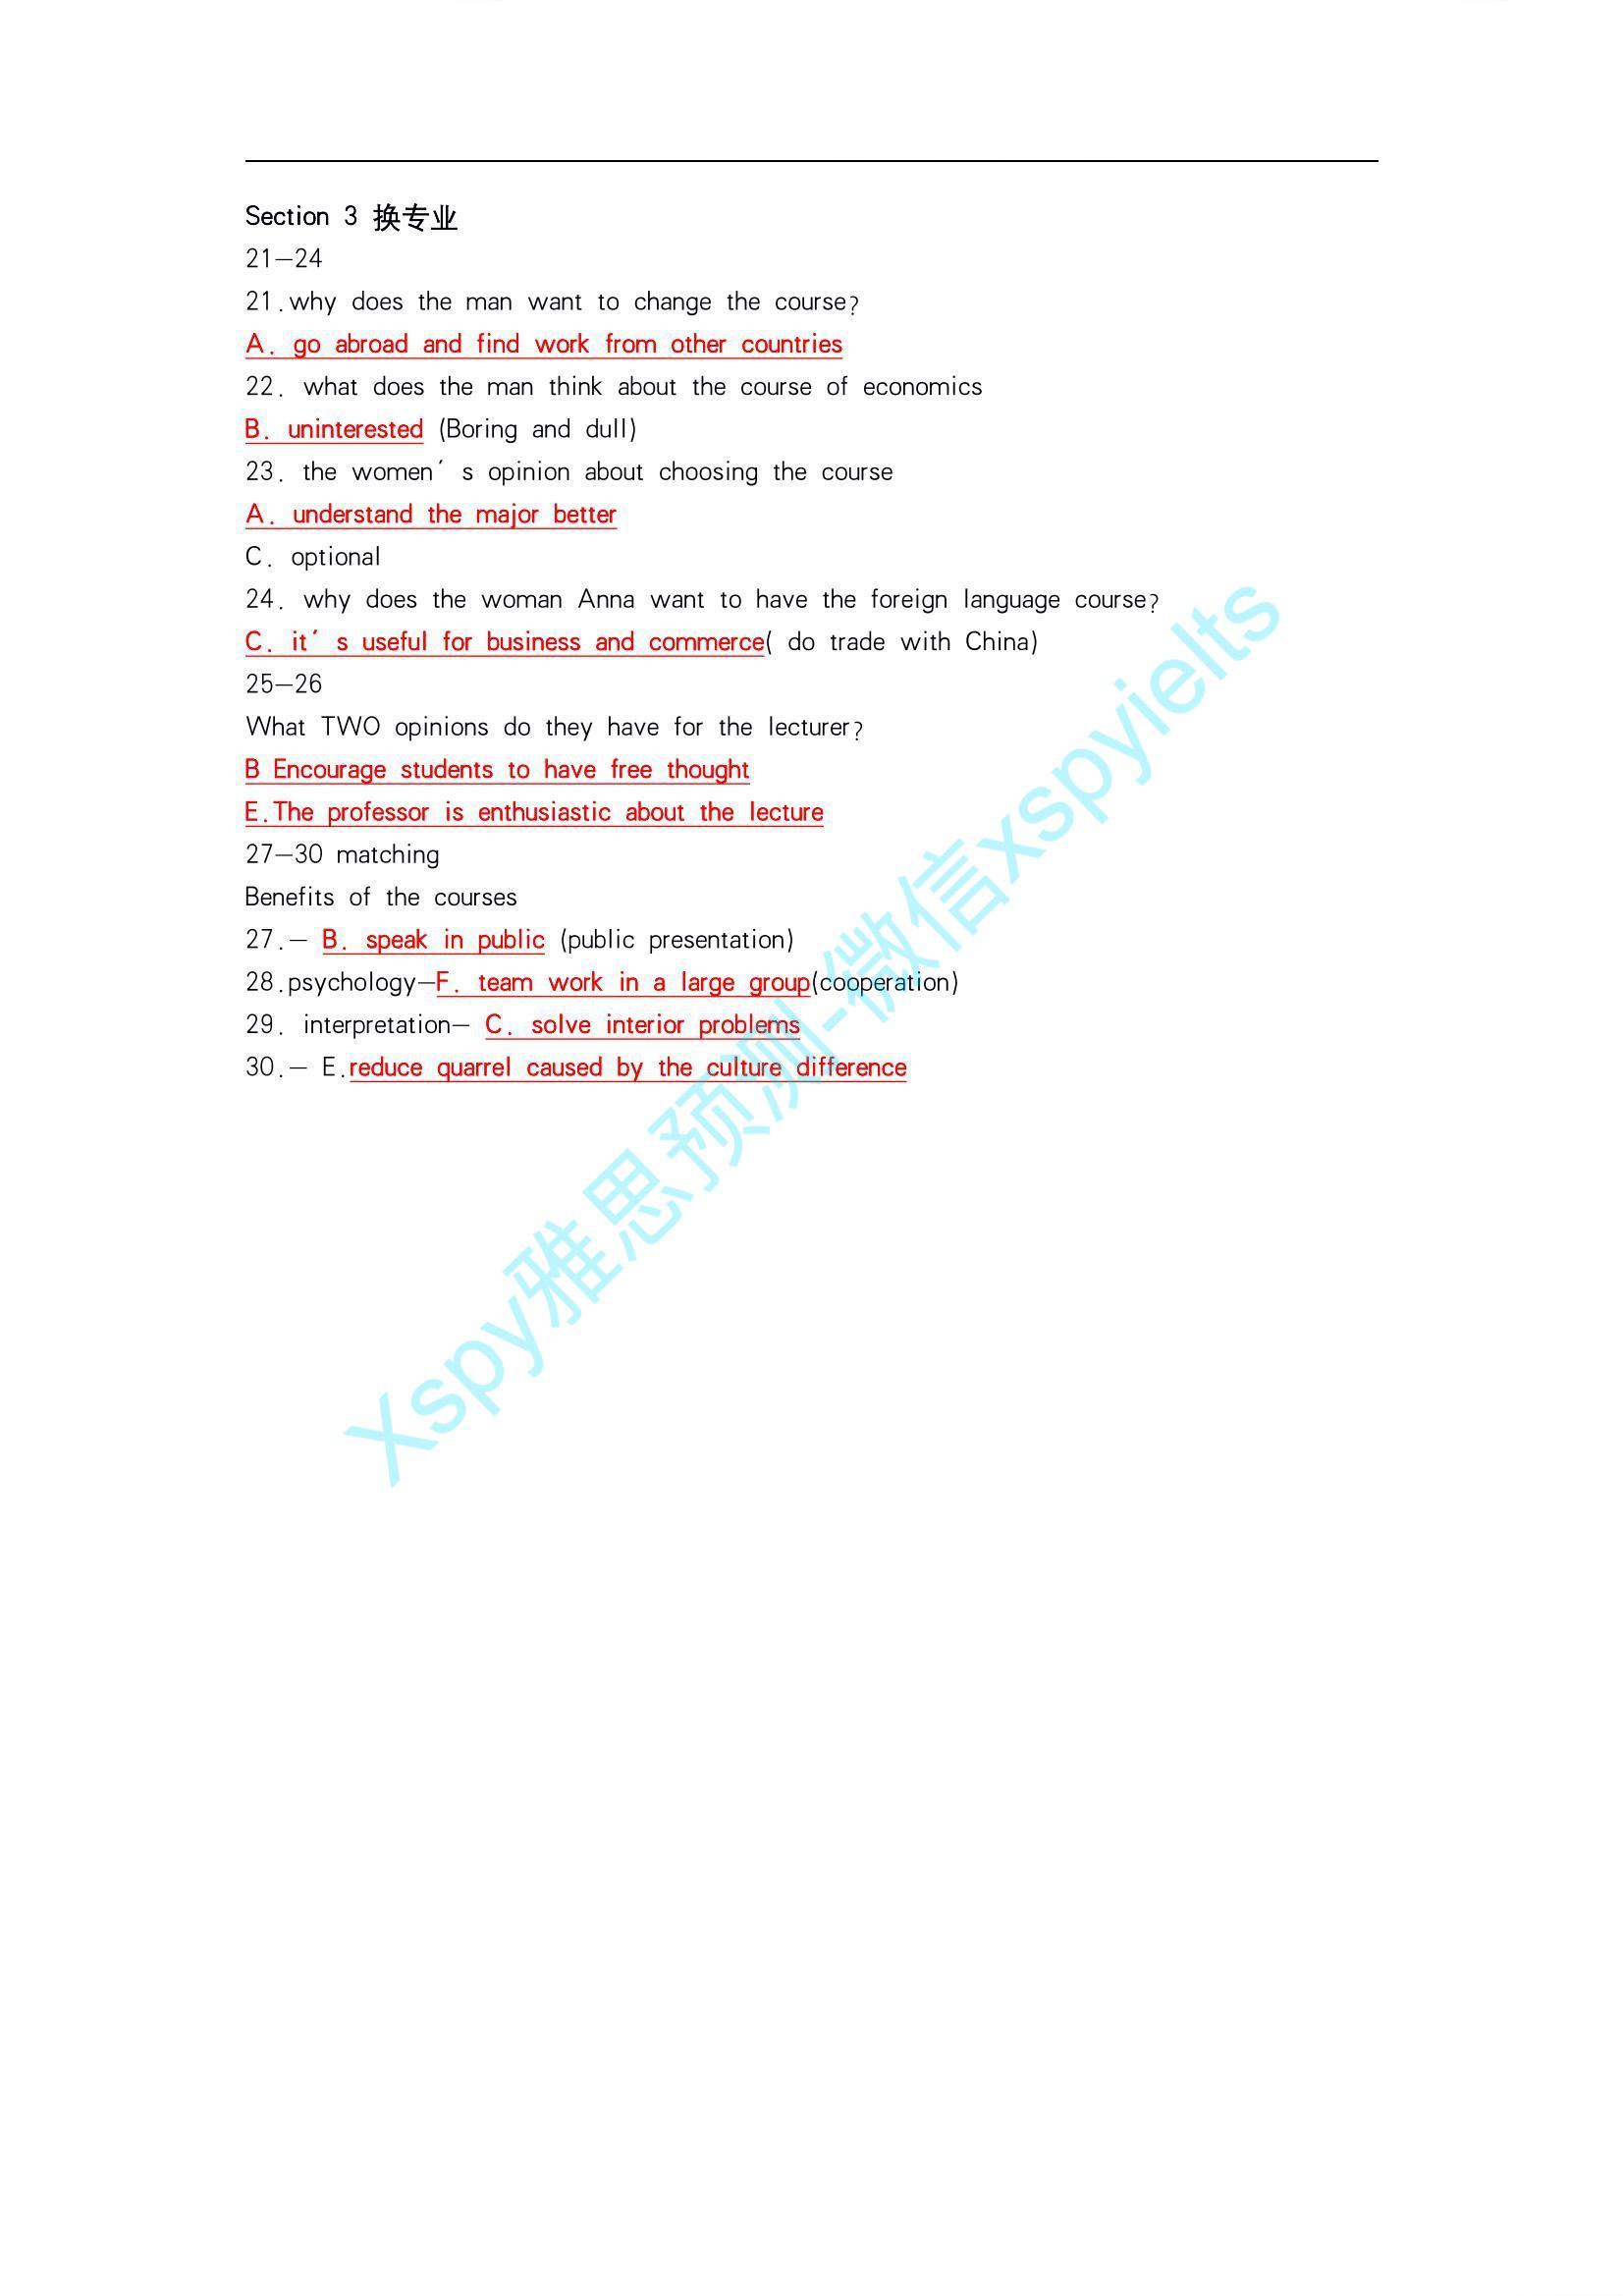 Section 3 换专业
21—24
21.why does the man want to change the course?
A. go abroad and find work from other countries
22. what does the man think about the course of economics
B. uninterested (Boring and dull)
23. the women´ s opinion about choosing the course
A. understand the major better
C. optional
24. why does the woman Anna want to have the foreign language course?
C. it´ s useful for business and commerce( do trade with China)
25—26
What TWO opinions do they have for the lecturer?
B Encourage students to have free thought
E.The professor is enthusiastic about the lecture
27—30 matching
Benefits of the courses
27.— B. speak in public (public presentation)
28.psychology—F. team work in a large group(cooperation)
29. interpretation— C. solve interior problems
30.— E.reduce quarrel caused by the culture difference
Xspy雅思预测-微信xspyielts